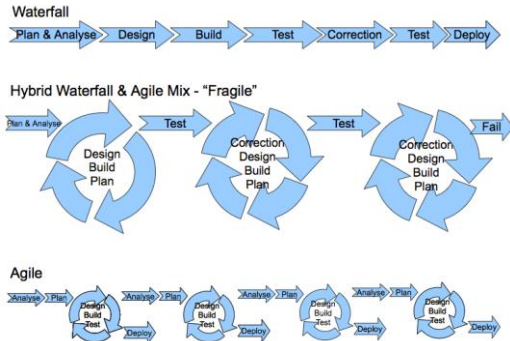 Waterfall
Plan & Analyse Design Build Test Correction Test Deploy
Hybrid Waterfall & Agile Mix - “Fragile”
Plan & Analyse Test Test Fail
Design
Build
Plan
Correction
Design
Build
Plan
Correction
Design
Build
Plan
Agile
Analyse Plan Analyse Plan Analyse Plan Analyse Plan
Design
Build
Test
Design
Build
Test
Design
Build
Test
Design
Build
Test
Deploy Deploy Deploy Deploy